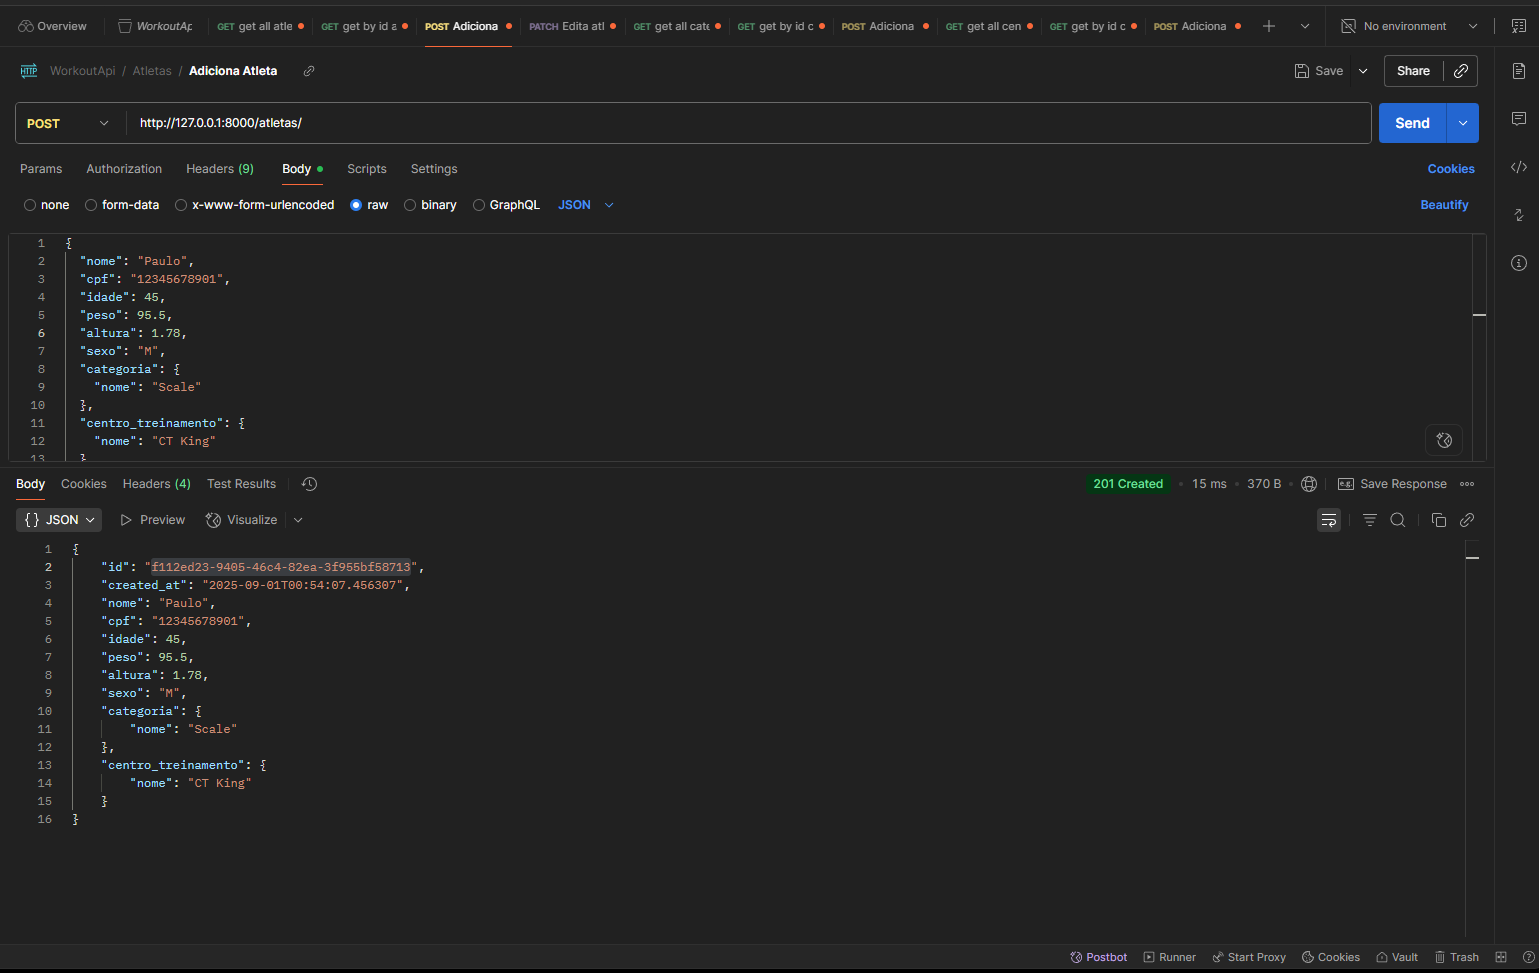 Overview WorkoutAp GET get all atle GET get by id a POST Adiciona PATCH Edita atl GET get all cate GET get by id c POST Adiciona GET get all cen GET get by id c POST Adiciona No environment
HTTP WorkoutApi / Atletas / Adiciona Atleta Save Share
POST http://127.0.0.1:8000/atletas/ Send
Params Authorization Headers (9) Body Scripts Settings Cookies
none form-data x-www-form-urlencoded raw binary GraphQL JSON Beautify
1 {
2 "nome": "Paulo",
3 "cpf": "12345678901",
4 "idade": 45,
5 "peso": 95.5,
6 "altura": 1.78,
7 "sexo": "M",
8 "categoria": {
9 "nome": "Scale"
10 },
11 "centro_treinamento": {
12 "nome": "CT King"
13 }
Body Cookies Headers (4) Test Results 201 Created 15 ms 370 B e.g. Save Response
{} JSON Preview Visualize
1 {
2 "id": "f112ed23-9405-46c4-82ea-3f955bf58713",
3 "created_at": "2025-09-01T00:54:07.456307",
4 "nome": "Paulo",
5 "cpf": "12345678901",
6 "idade": 45,
7 "peso": 95.5,
8 "altura": 1.78,
9 "sexo": "M",
10 "categoria": {
11 "nome": "Scale"
12 },
13 "centro_treinamento": {
14 "nome": "CT King"
15 }
16 }
Postbot Runner Start Proxy Cookies Vault Trash